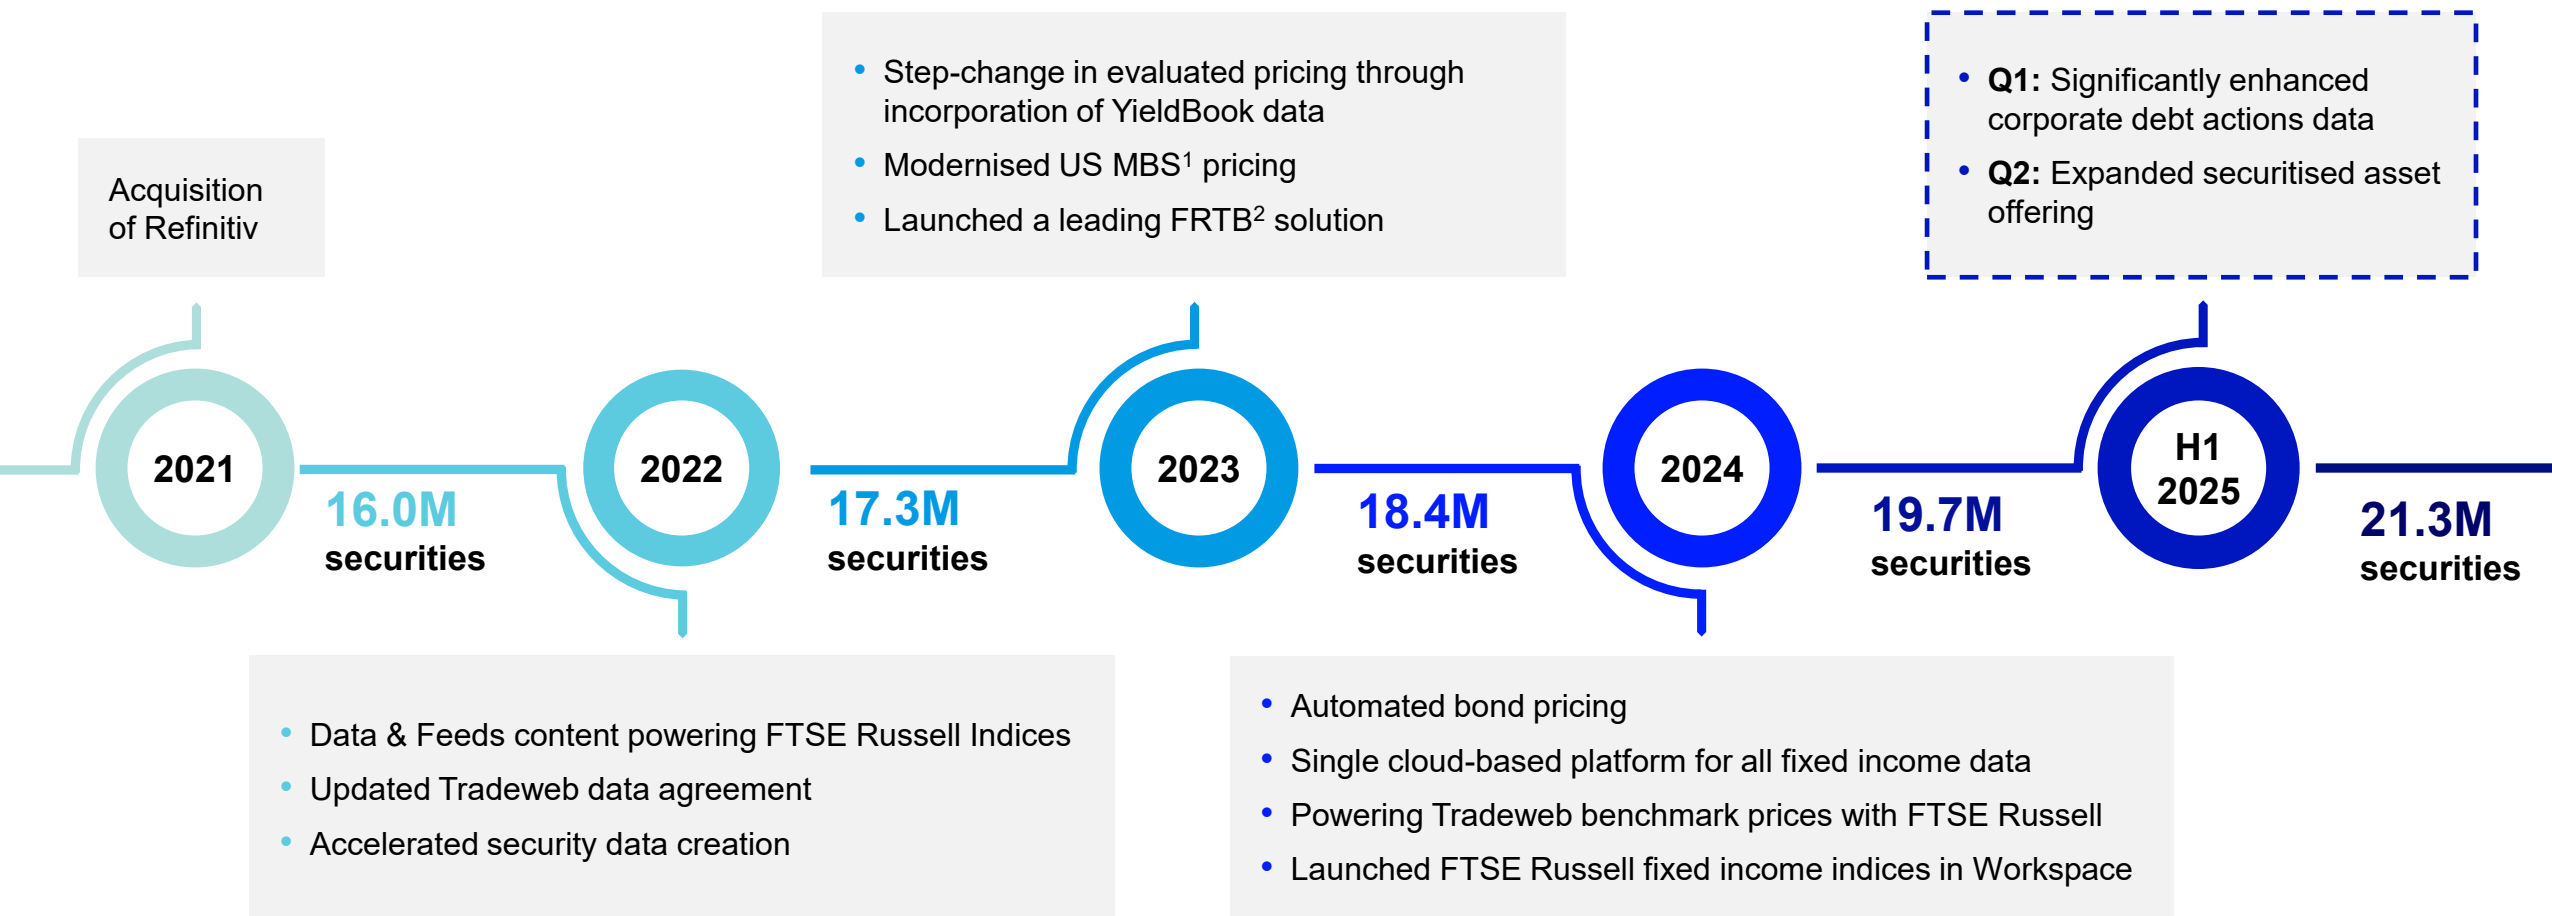 Acquisition
of Refinitiv
• Step-change in evaluated pricing through
incorporation of YieldBook data
• Modernised US MBS¹ pricing
• Launched a leading FRTB² solution
• Q1: Significantly enhanced
corporate debt actions data
• Q2: Expanded securitised asset
offering
2021
16.0M
securities
2022
17.3M
securities
2023
18.4M
securities
2024
19.7M
securities
H1
2025
21.3M
securities
• Data & Feeds content powering FTSE Russell Indices
• Updated Tradeweb data agreement
• Accelerated security data creation
• Automated bond pricing
• Single cloud-based platform for all fixed income data
• Powering Tradeweb benchmark prices with FTSE Russell
• Launched FTSE Russell fixed income indices in Workspace